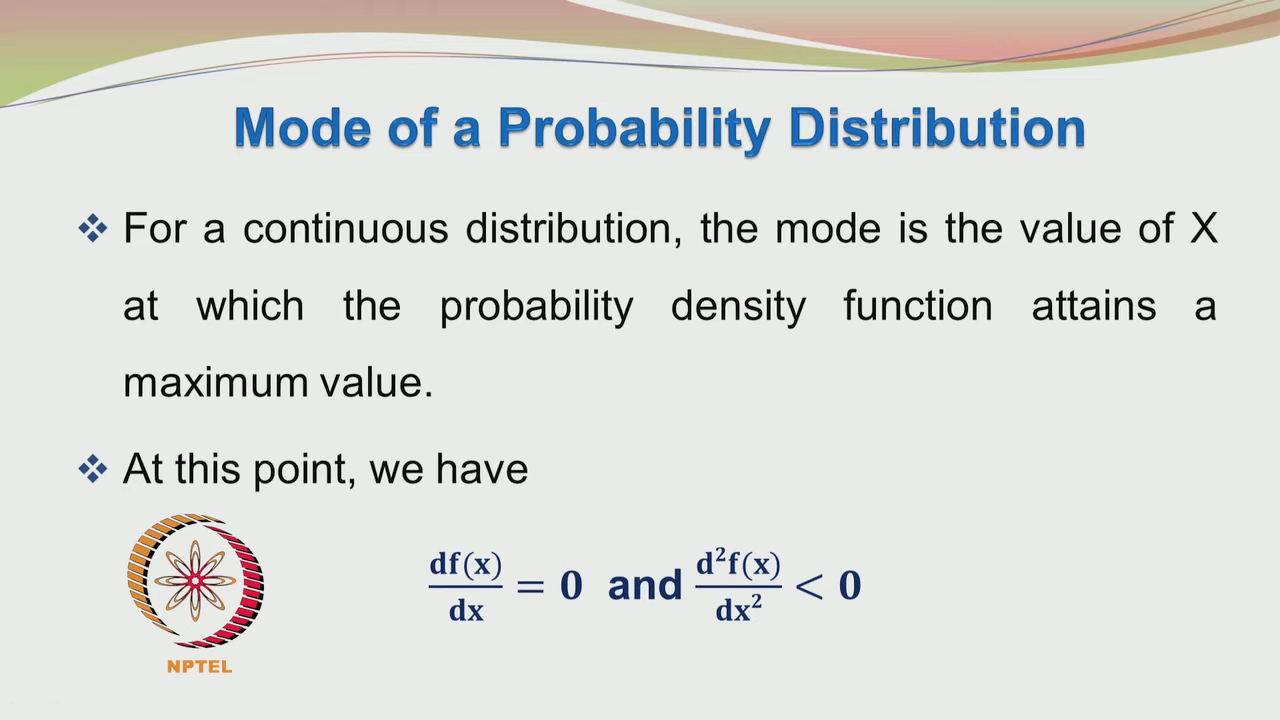 Mode of a Probability Distribution
❖ For a continuous distribution, the mode is the value of X
at which the probability density function attains a
maximum value.
❖ At this point, we have
df(x)/dx = 0 and d²f(x)/dx² < 0
NPTEL